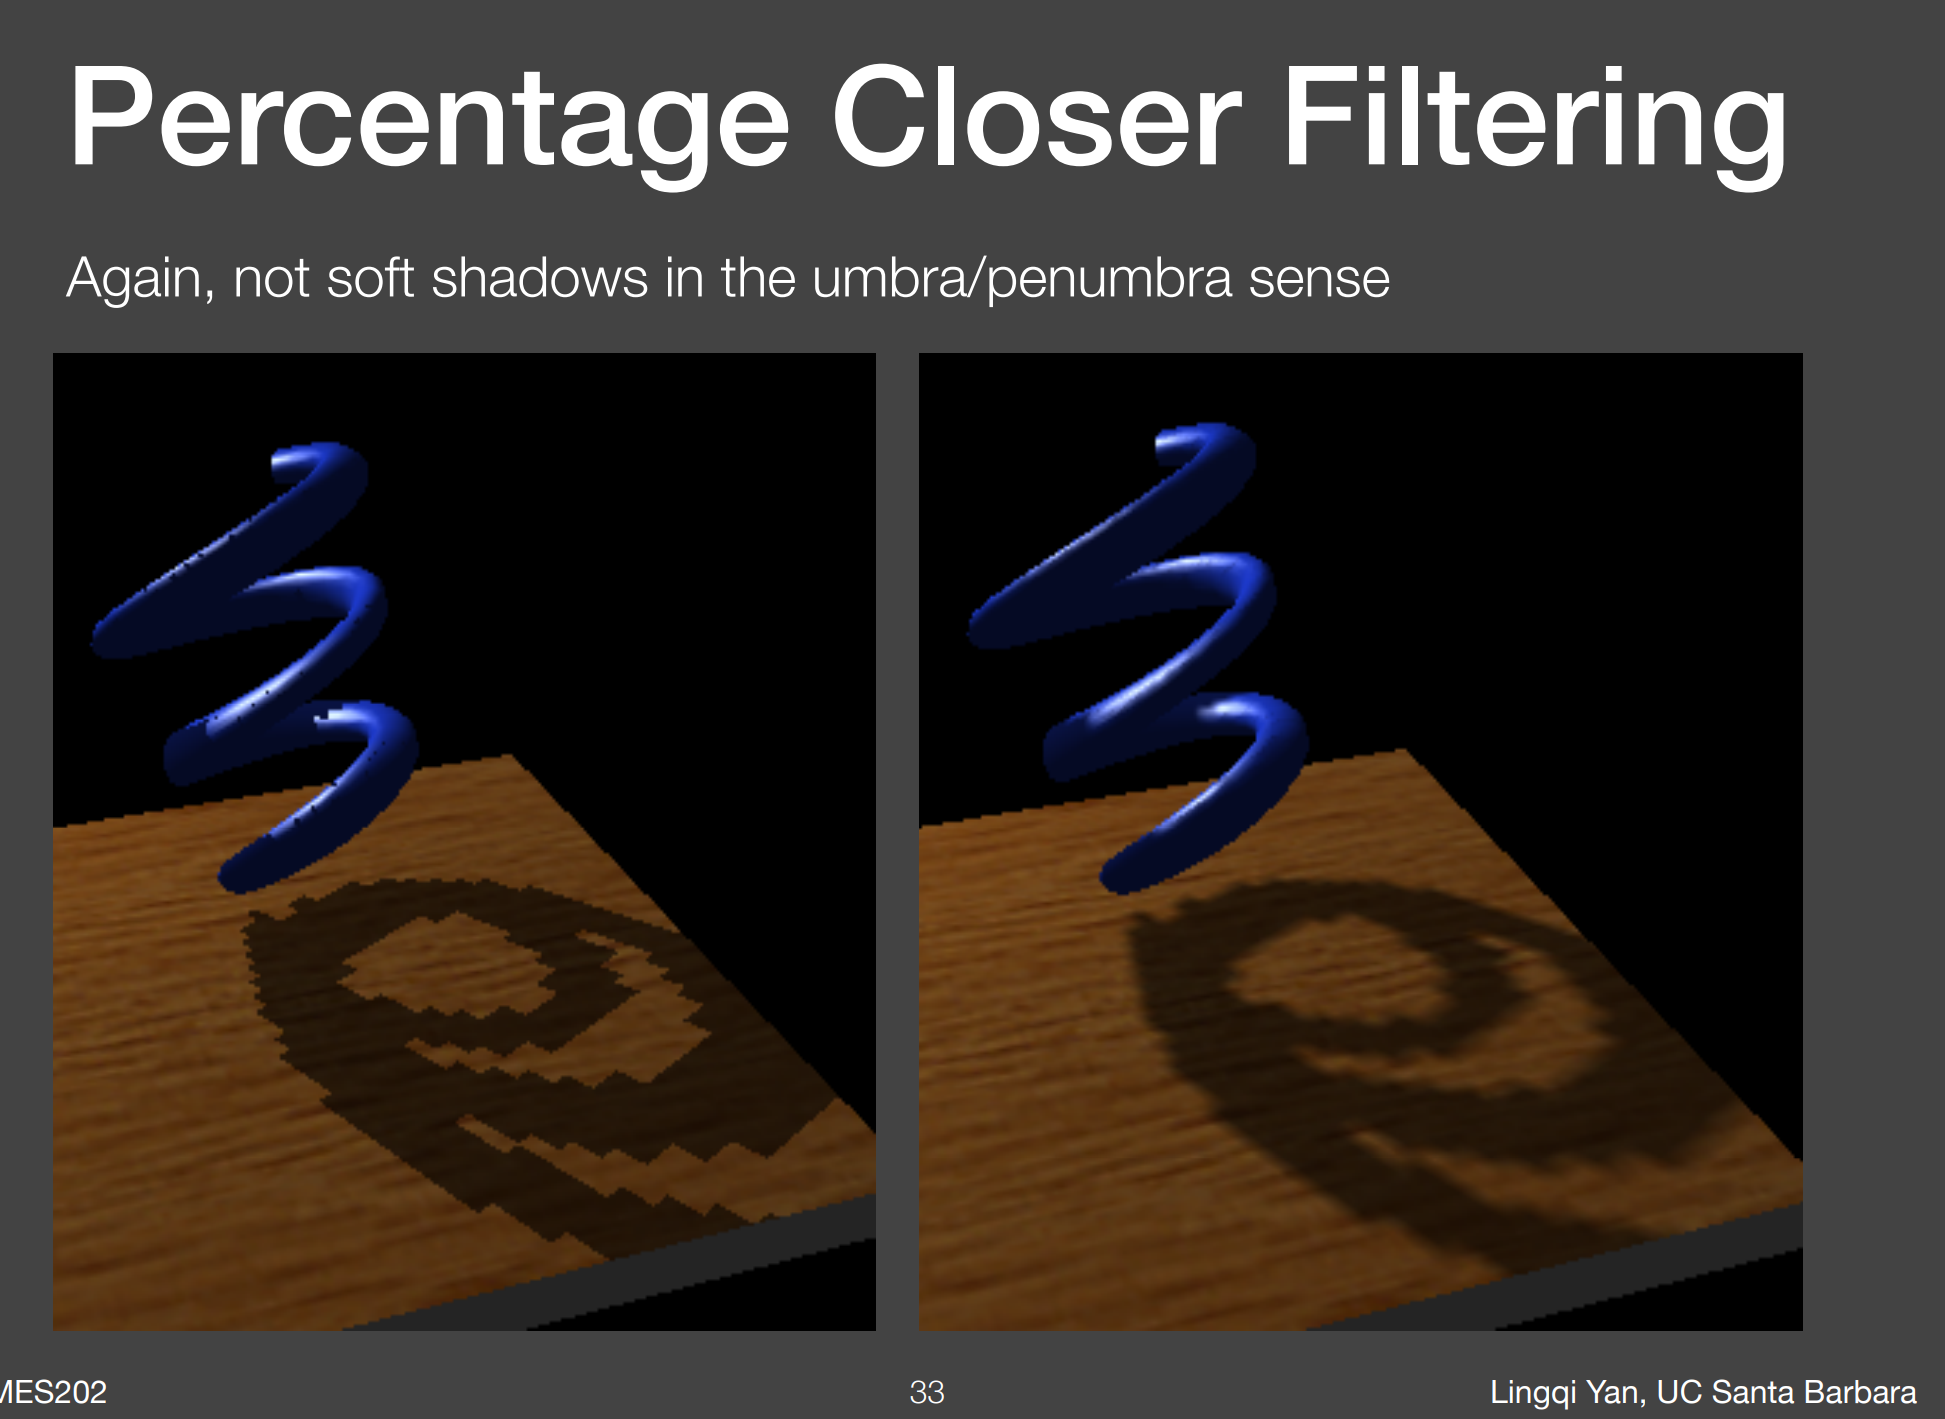 Percentage Closer Filtering
Again, not soft shadows in the umbra/penumbra sense
MES202
33
Lingqi Yan, UC Santa Barbara